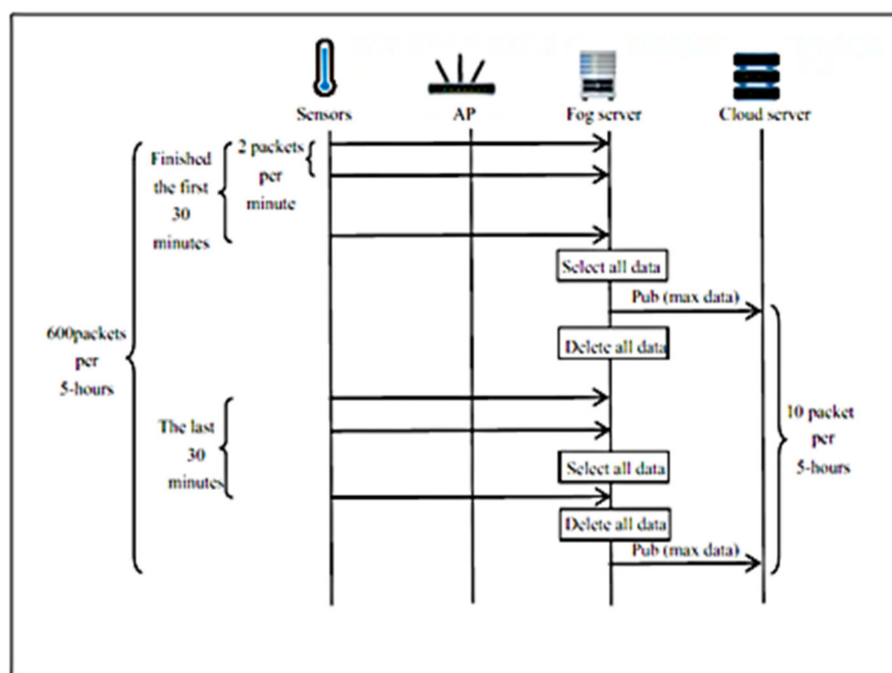 Sensors
AP
Fog server
Cloud server
Finished
the first
30
minutes
2 packets
per
minute
Select all data
Pub (max data)
Delete all data
600packets
per
5-hours
The last
30
minutes
10 packet
per
5-hours
Select all data
Delete all data
Pub (max data)